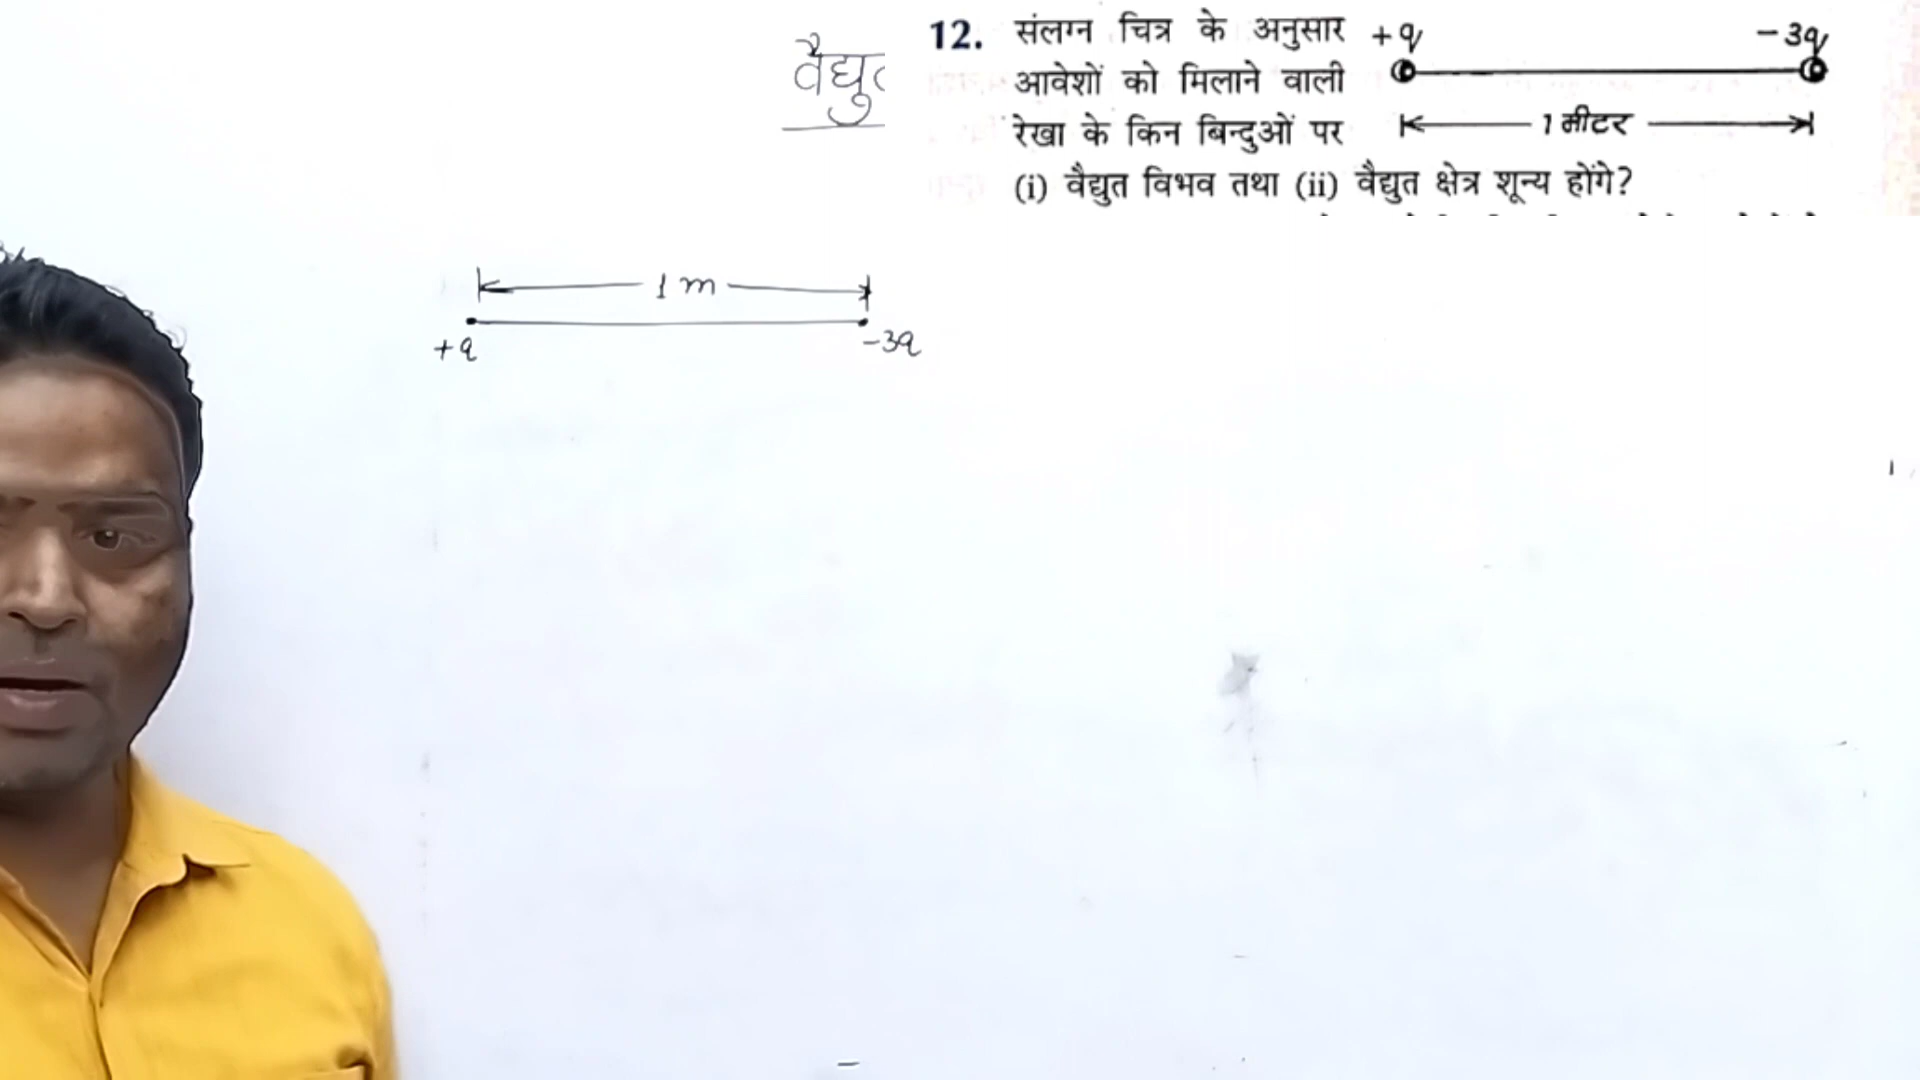 वैद्युत
12. संलग्न चित्र के अनुसार
आवेशों को मिलाने वाली
रेखा के किन बिन्दुओं पर
(i) वैद्युत विभव तथा (ii) वैद्युत क्षेत्र शून्य होंगे?
+q -3q
1 मीटर
1 m
+q -3q